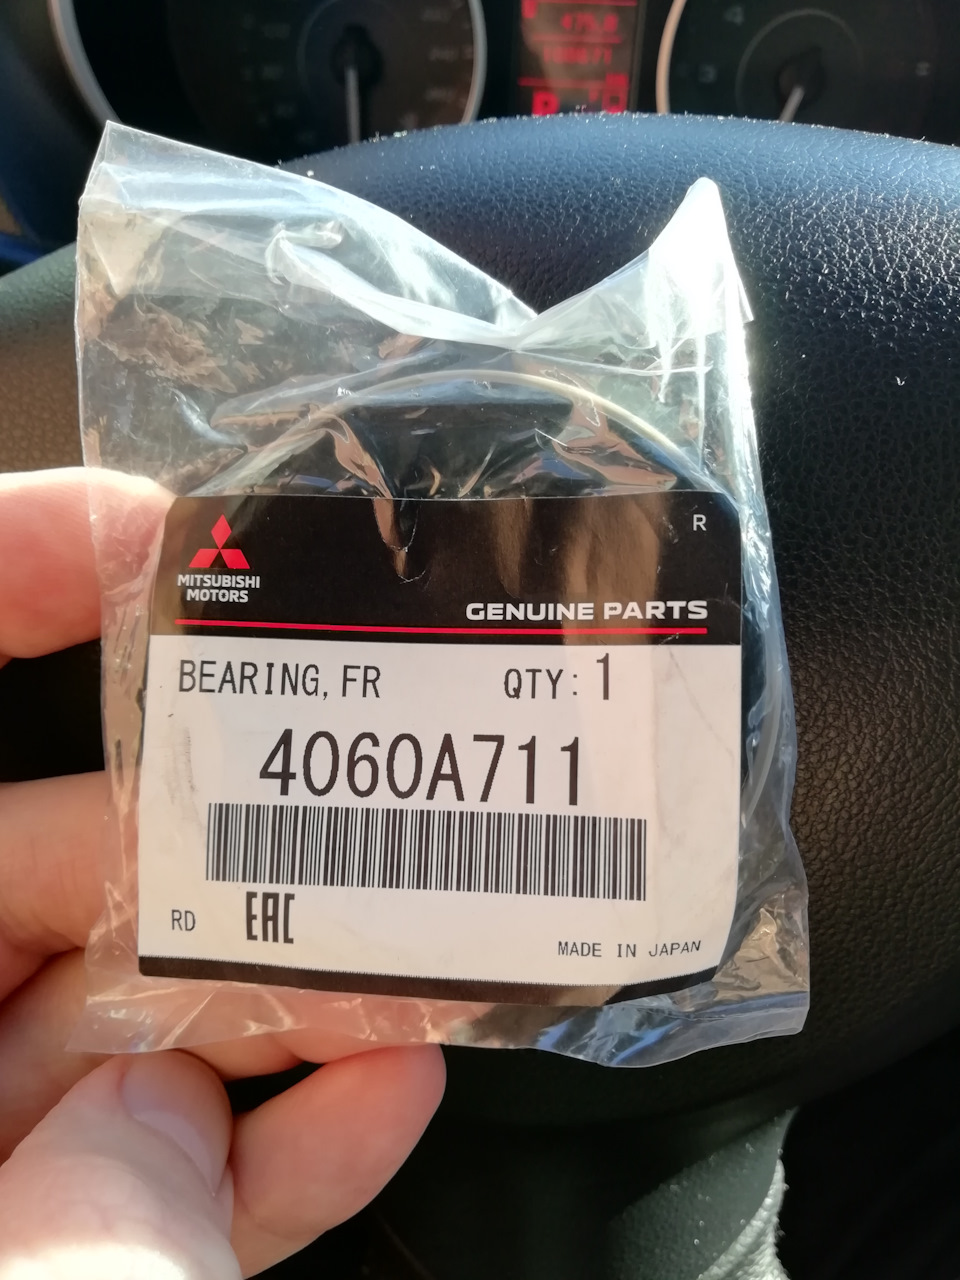 R
MITSUBISHI
MOTORS
GENUINE PARTS
BEARING, FR QTY: 1
4060A711
RD EAC
MADE IN JAPAN